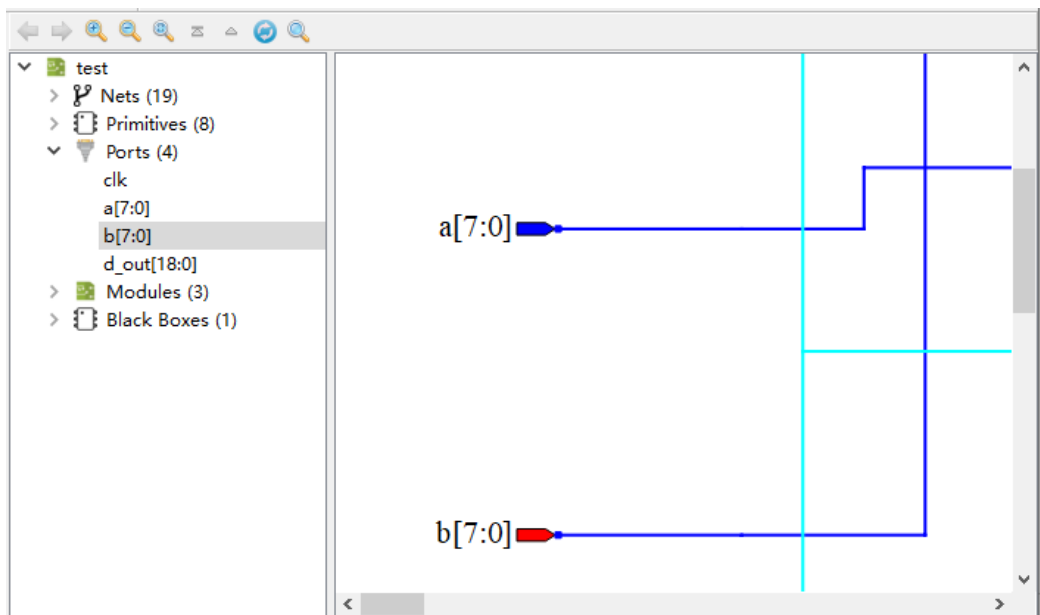 test
Nets (19)
Primitives (8)
Ports (4)
clk
a[7:0]
b[7:0]
d_out[18:0]
Modules (3)
Black Boxes (1)
a[7:0]
b[7:0]